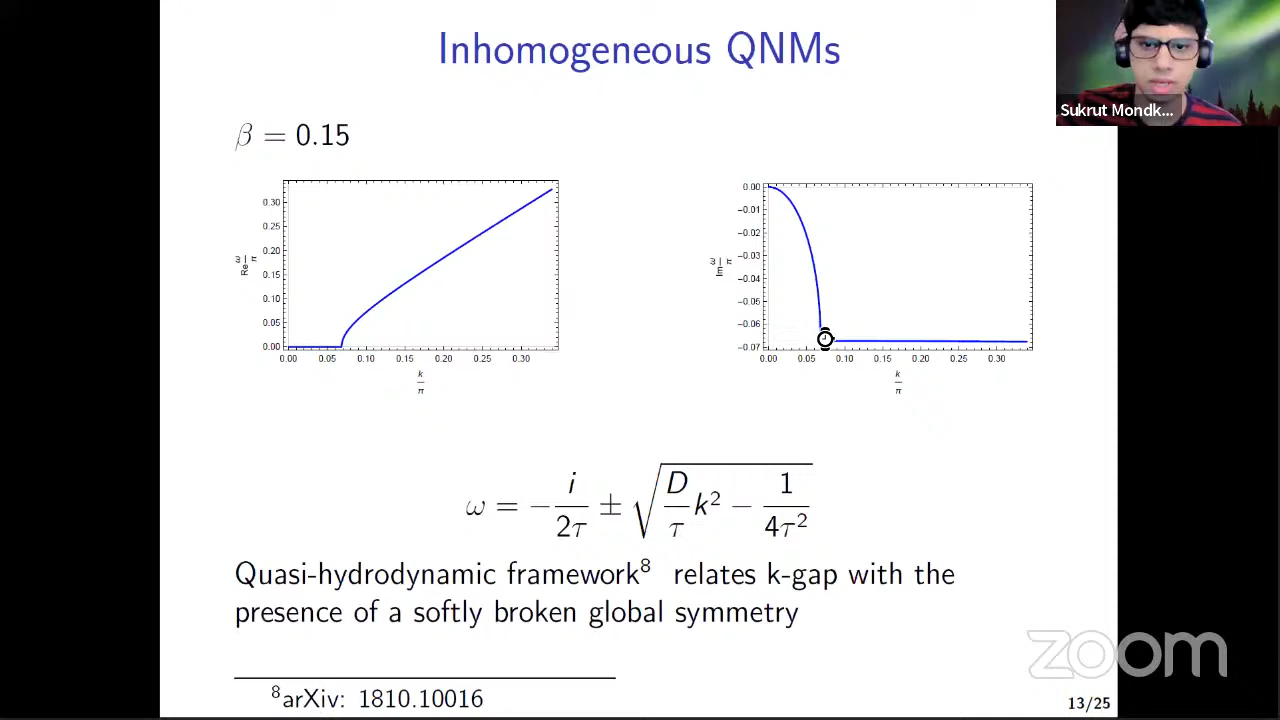 Inhomogeneous QNMs
Sukrut Mondk...
β = 0.15
0.30
0.25
0.20
0.15
0.10
0.05
0.00
Re ω/π
0.00 0.05 0.10 0.15 0.20 0.25 0.30
k/π
0.00
−0.01
−0.02
−0.03
−0.04
−0.05
−0.06
−0.07
Im ω/π
0.00 0.05 0.10 0.15 0.20 0.25 0.30
k/π
ω = − i/2τ ± √(D/τ k² − 1/4τ²)
Quasi-hydrodynamic framework⁸ relates k-gap with the
presence of a softly broken global symmetry
zoom
⁸arXiv: 1810.10016
13/25